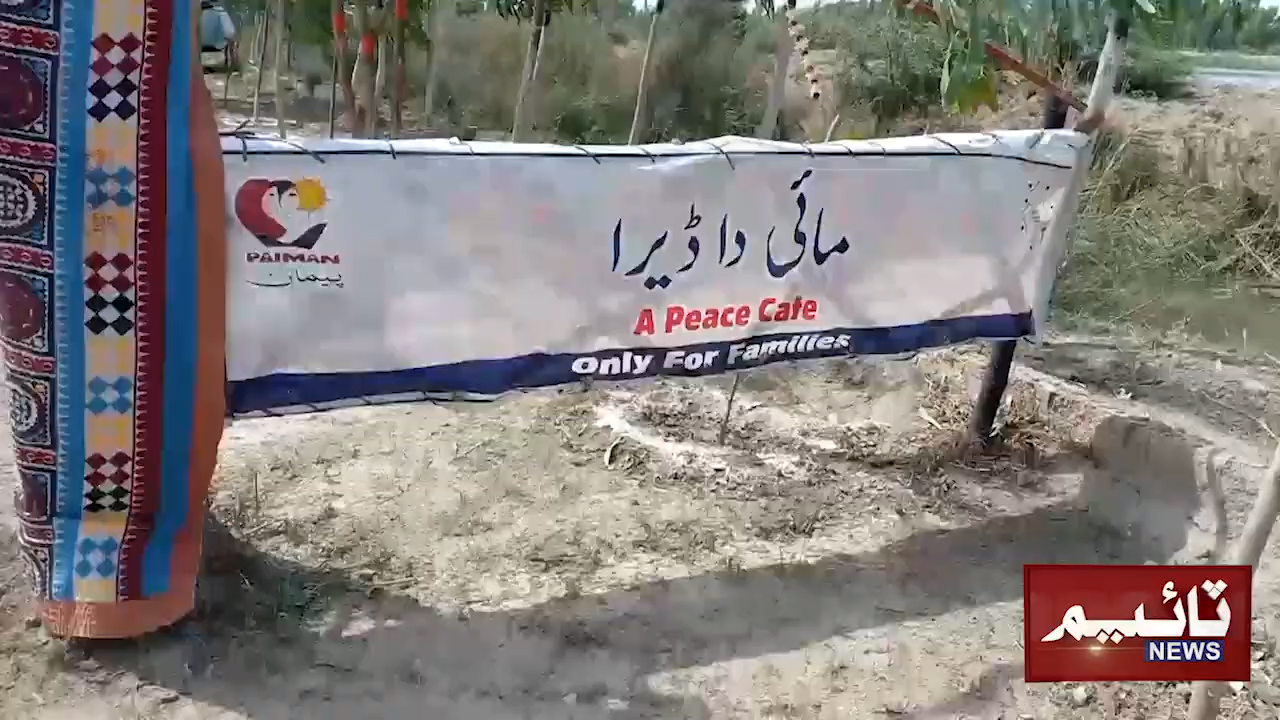 PAIMAN
پیمان
مائی دا ڈیرا
A Peace Cafe
Only For Families
ٹائیم
NEWS